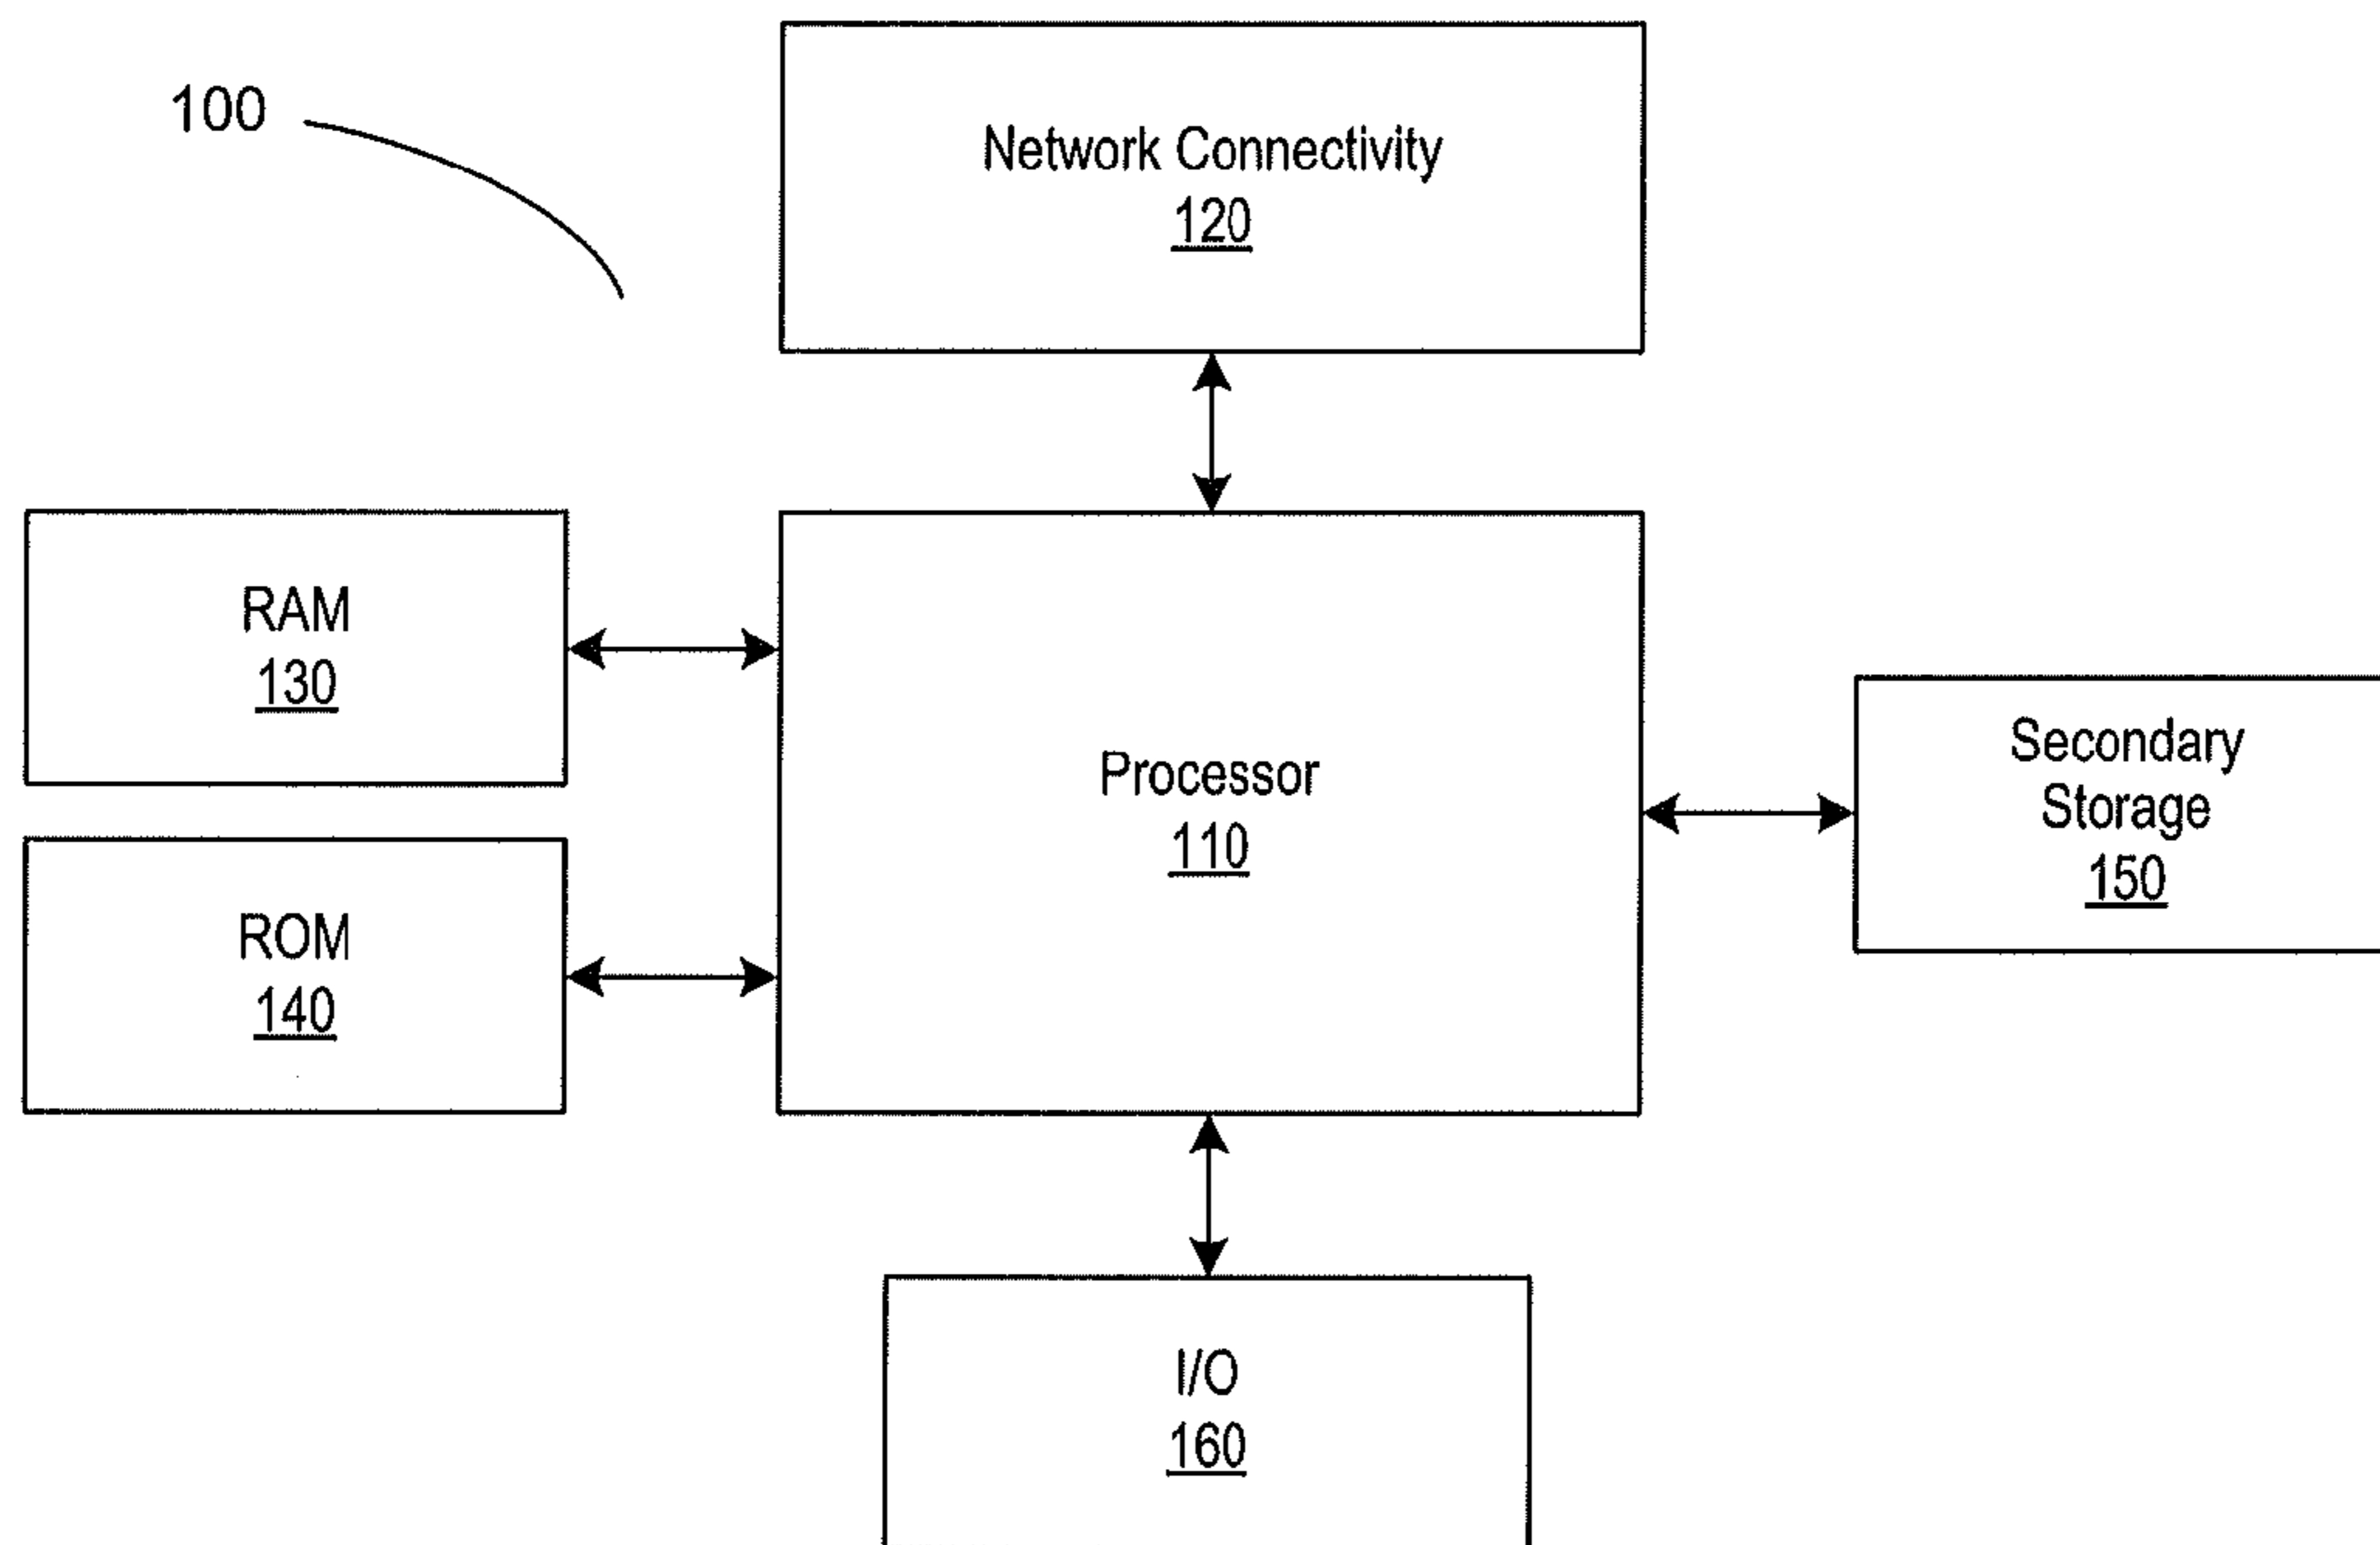 100
Network Connectivity
120
RAM
130
Processor
110
Secondary
Storage
150
ROM
140
I/O
160